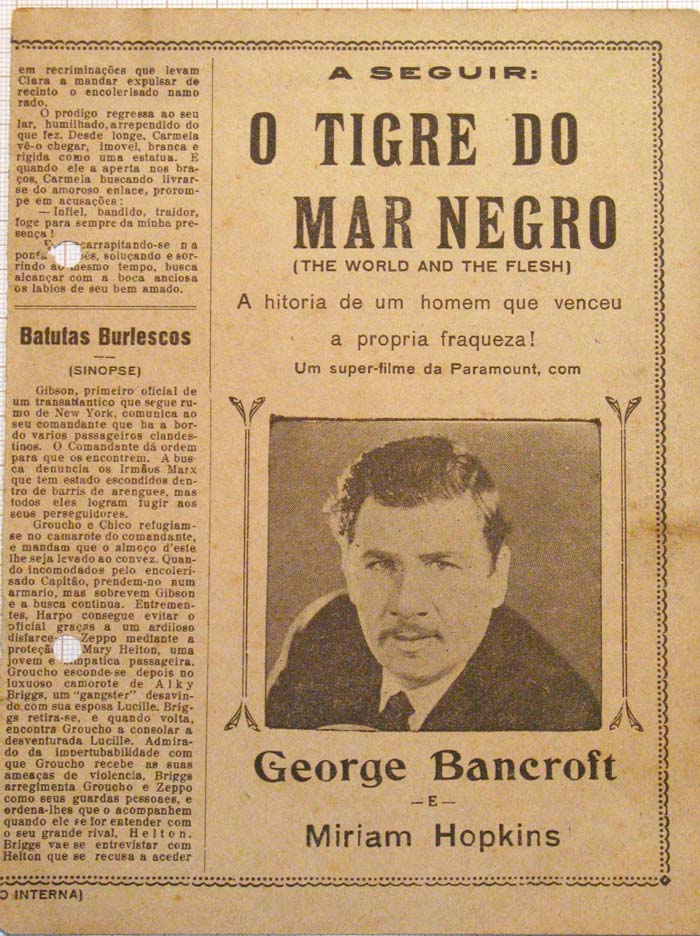 em recriminações que levam
Clara a mandar expulsar de
recinto o encolerisado namo
rado.
O prodigo regressa ao seu
lar, humilhado, arrependido do
que fez. Desde longe, Carmela
vê-o chegar, imovel, branca e
rigida como uma estatua. E
quando ele a aperta nos bra-
ços, Carmela buscando livrar-
se do amoroso enlace, prorom-
pe em acusações:
— Infiel, bandido, traidor,
foge para sempre da minha pre-
sença!
carrapitando-se na
pés, soluçando e sor-
rindo ao mesmo tempo, busca
alcançar com a boca anciosa
os labios de seu bem amado.
Batutas Burlescos
(SINOPSE)
Gibson, primeiro oficial de
um transatlantico que segue ru-
mo de New York, comunica ao
seu comandante que ha a bor-
do varios passageiros clandes-
tinos. O Comandante dá ordem
para que os encontrem. A bus-
ca denuncia os Irmãos Marx
que tem estado escondidos den-
tro de barris de arengues, mas
todos eles logram fugir aos
seus perseguidores.
Groucho e Chico refugiam-
se no camarote do comandante,
e mandam que o almoço d'este
lhe seja levado ao convez. Quan-
do incomodados pelo encoleri-
sado Capitão, prendem-no num
armario, mas sobrevem Gibson
e a busca continua. Entremen-
tes, Harpo consegue evitar o
oficial graças a um ardiloso
disfarce Zeppo mediante a
Mary Helton, uma
jovem e passageira.
Groucho esconde-se depois no
luxuoso camarote de Alky
Briggs, um "gangster" desavin-
do com sua esposa Lucille. Brig-
gs retira-se, e quando volta,
encontra Groucho a consolar a
desventurada Lucille. Admira-
do da impertubabilidade com
que Groucho recebe as suas
ameaças de violencia, Briggs
arregimenta Groucho e Zeppo
como seus guardas pessoaes, e
ordena-lhes que o acompanhem
quando ele se for entender com
o seu grande rival, Helton.
Briggs vae se entrevistar com
Helton que se recusa a aceder
O INTERNA)
A SEGUIR:
O TIGRE DO
MAR NEGRO
(THE WORLD AND THE FLESH)
A hitoria de um homem que venceu
a propria fraqueza!
Um super-filme da Paramount, com
George Bancroft
— E —
Miriam Hopkins